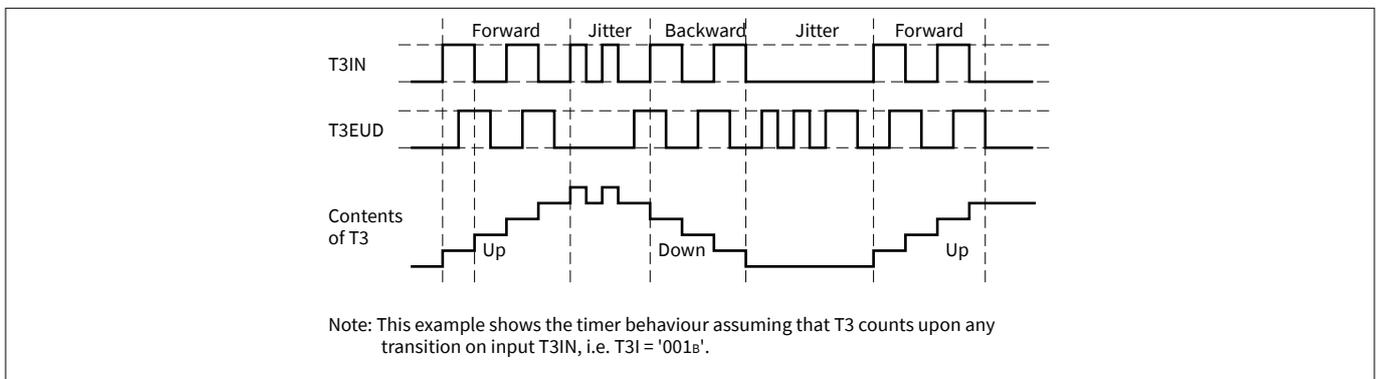 Forward Jitter Backward Jitter Forward
T3IN
T3EUD
Contents
of T3
Up Down Up
Note: This example shows the timer behaviour assuming that T3 counts upon any
transition on input T3IN, i.e. T3I = '001B'.